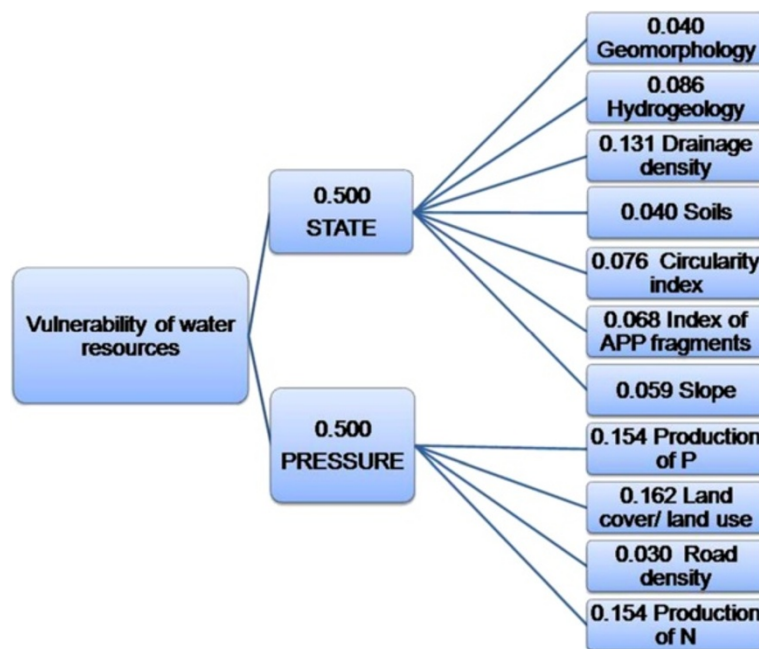 Vulnerability of water
resources
0.500
STATE
0.500
PRESSURE
0.040
Geomorphology
0.086
Hydrogeology
0.131 Drainage
density
0.040 Soils
0.076 Circularity
index
0.068 Index of
APP fragments
0.059 Slope
0.154 Production
of P
0.162 Land
cover/ land use
0.030 Road
density
0.154 Production
of N